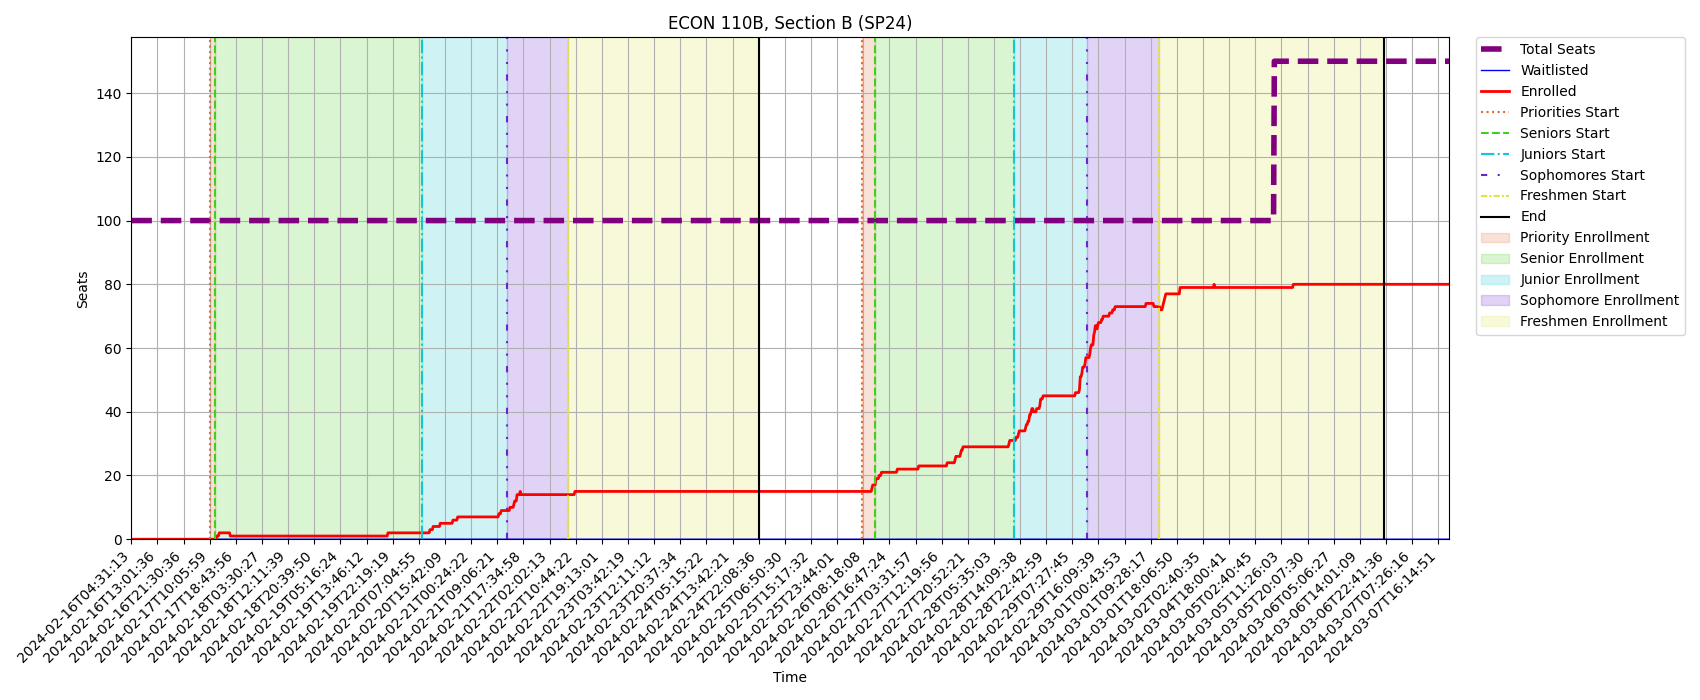 ECON 110B, Section B (SP24)
Total Seats
Waitlisted
Enrolled
Priorities Start
Seniors Start
Juniors Start
Sophomores Start
Freshmen Start
End
Priority Enrollment
Senior Enrollment
Junior Enrollment
Sophomore Enrollment
Freshmen Enrollment
Seats
140
120
100
80
60
40
20
0
2024-02-16T04:31:13
2024-02-16T13:01:36
2024-02-16T21:30:36
2024-02-17T10:05:59
2024-02-17T18:43:56
2024-02-18T03:30:27
2024-02-18T12:11:39
2024-02-18T20:39:50
2024-02-19T05:16:24
2024-02-19T13:46:12
2024-02-19T22:19:19
2024-02-20T07:04:55
2024-02-20T15:42:09
2024-02-21T00:24:22
2024-02-21T09:06:21
2024-02-21T17:34:58
2024-02-22T02:02:13
2024-02-22T10:44:22
2024-02-22T19:13:01
2024-02-23T03:42:19
2024-02-23T12:11:12
2024-02-23T20:37:34
2024-02-24T05:15:22
2024-02-24T13:42:21
2024-02-24T22:08:36
2024-02-25T06:50:30
2024-02-25T15:17:32
2024-02-25T23:44:01
2024-02-26T08:18:09
2024-02-26T16:47:24
2024-02-27T03:31:57
2024-02-27T12:19:56
2024-02-27T20:52:21
2024-02-28T05:35:03
2024-02-28T14:09:38
2024-02-28T22:42:59
2024-02-29T07:27:45
2024-02-29T16:09:39
2024-03-01T00:43:53
2024-03-01T09:28:17
2024-03-01T18:06:50
2024-03-02T02:40:35
2024-03-04T18:00:41
2024-03-05T02:40:45
2024-03-05T11:26:03
2024-03-05T20:07:30
2024-03-06T05:06:27
2024-03-06T14:01:09
2024-03-06T22:41:36
2024-03-07T07:26:16
2024-03-07T16:14:51
Time